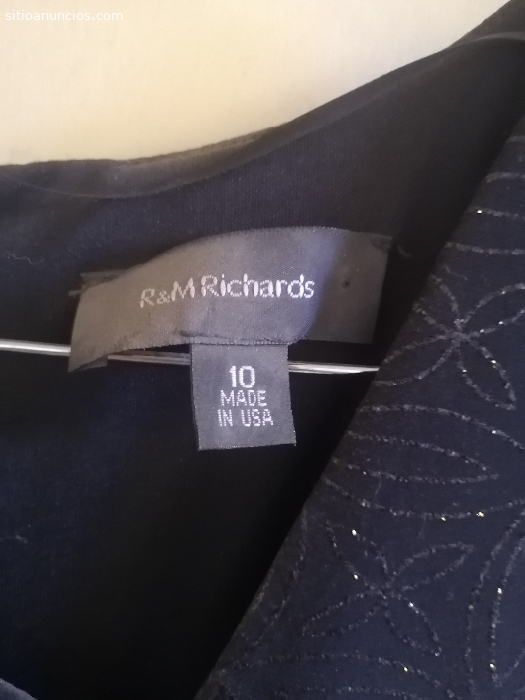 sitioanuncios.com
R&M Richards
10
MADE
IN USA